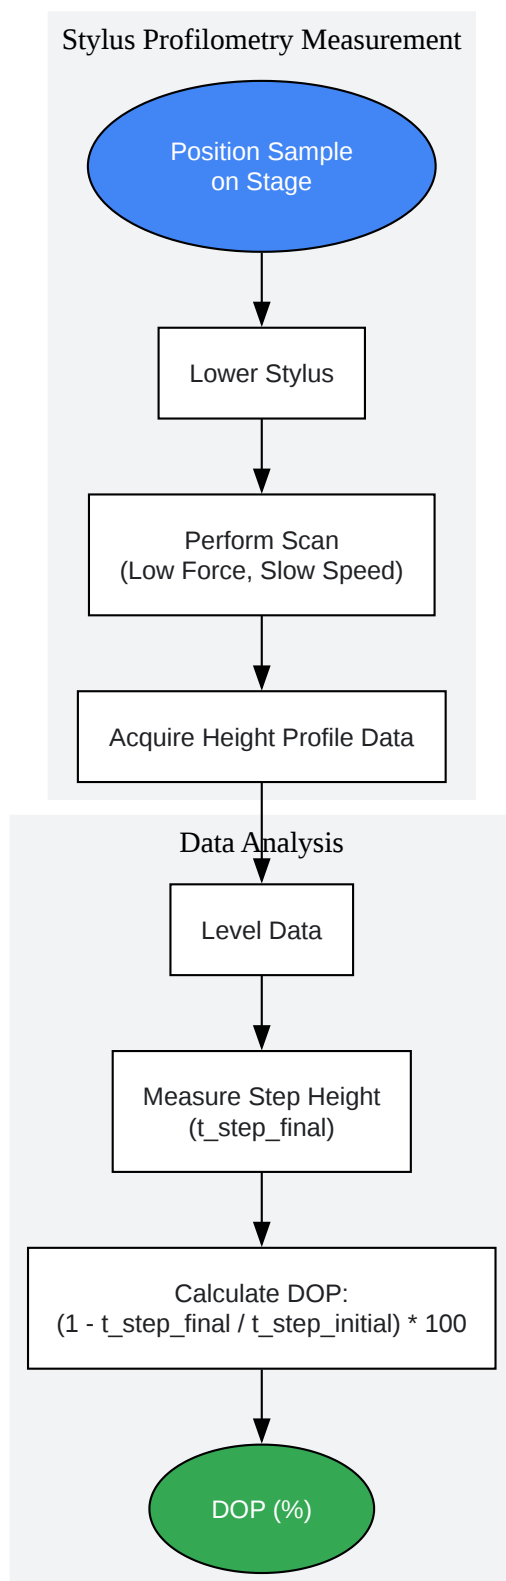 Stylus Profilometry Measurement
Position Sample
on Stage
Lower Stylus
Perform Scan
(Low Force, Slow Speed)
Acquire Height Profile Data
Data Analysis
Level Data
Measure Step Height
(t_step_final)
Calculate DOP:
(1 - t_step_final / t_step_initial) * 100
DOP (%)